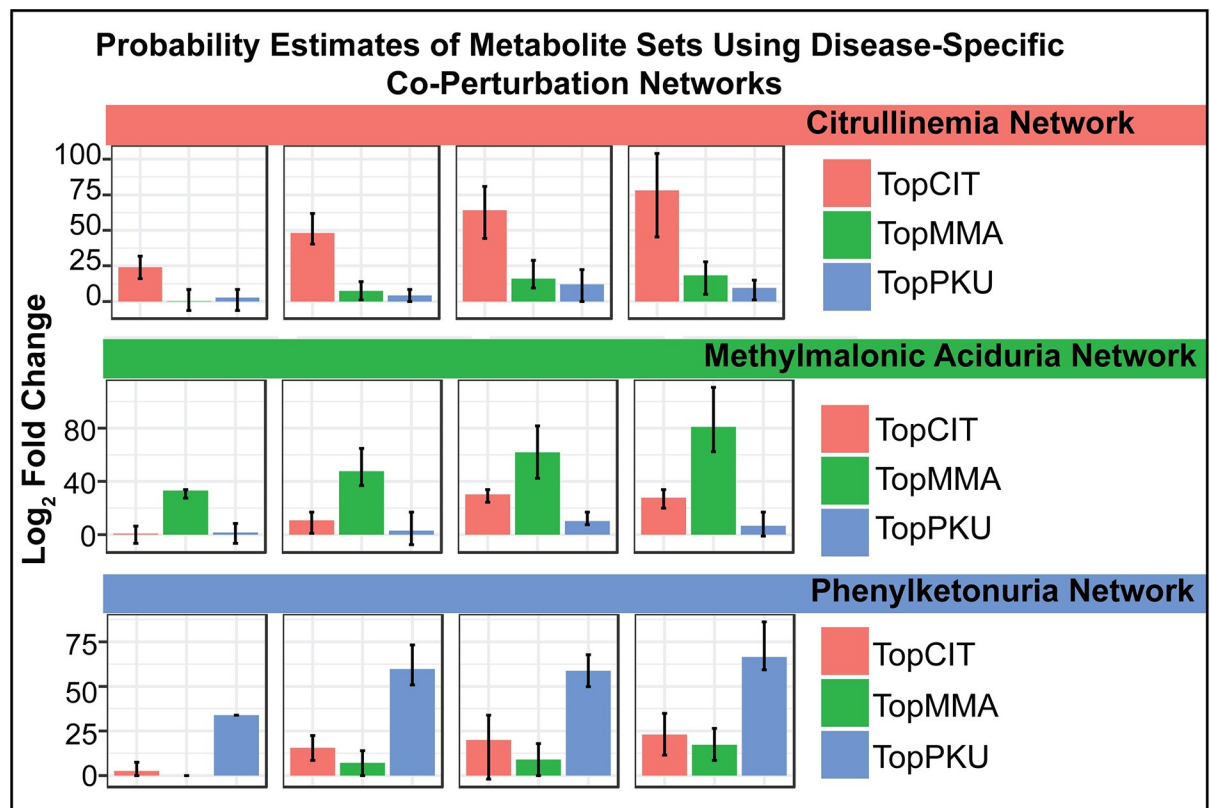 Probability Estimates of Metabolite Sets Using Disease-Specific
Co-Perturbation Networks
Citrullinemia Network
100
75
50
25
0
TopCIT
TopMMA
TopPKU
Log2 Fold Change
Methylmalonic Aciduria Network
80
40
0
TopCIT
TopMMA
TopPKU
Phenylketonuria Network
75
50
25
0
TopCIT
TopMMA
TopPKU